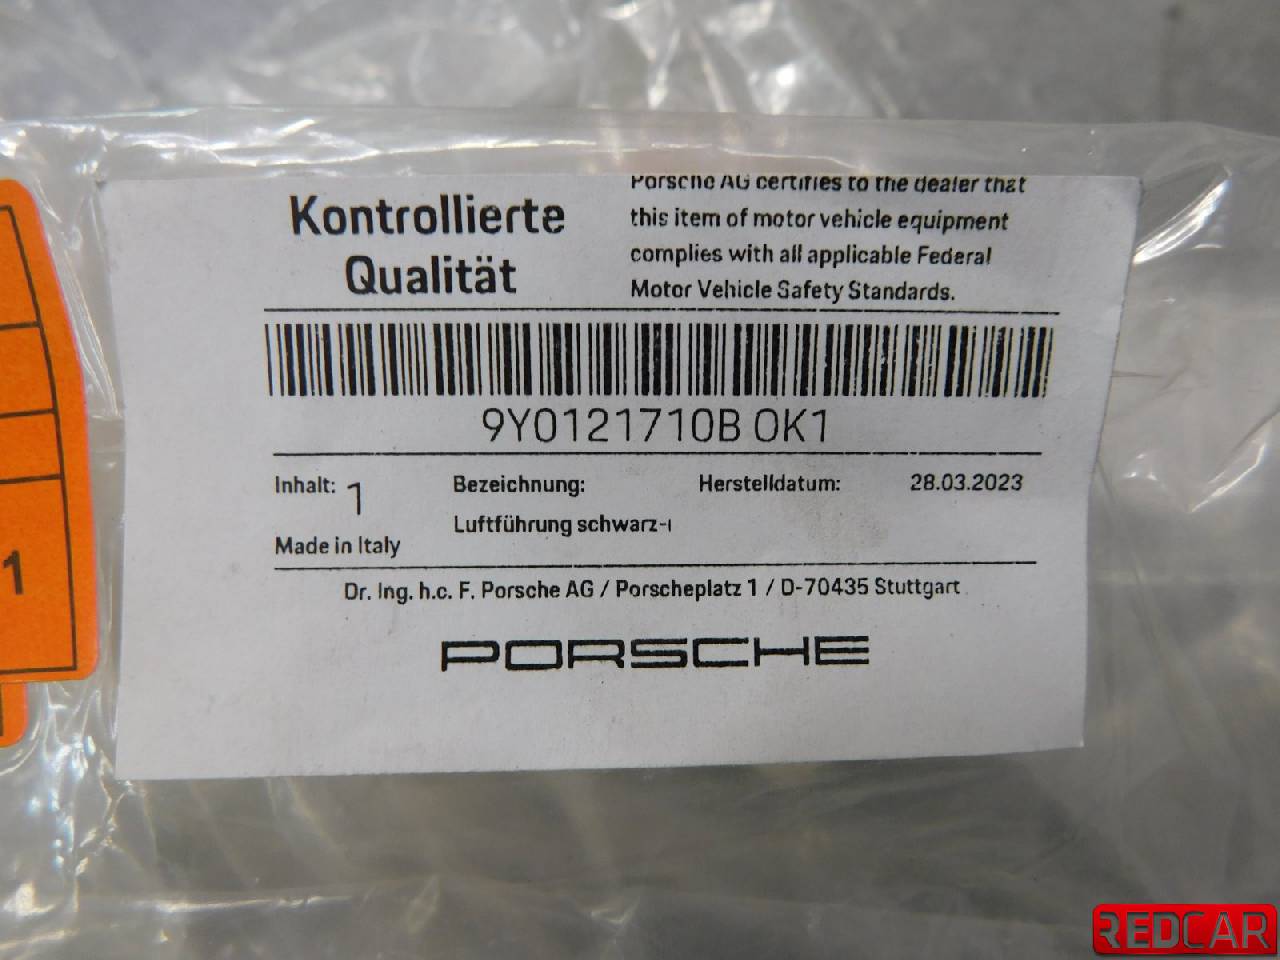 Kontrollierte
Qualität
Porsche AG certifies to the dealer that
this item of motor vehicle equipment
complies with all applicable Federal
Motor Vehicle Safety Standards.
9Y0121710B 0K1
Inhalt: 1
Bezeichnung:
Herstelldatum: 28.03.2023
Luftführung schwarz-
Made in Italy
Dr. Ing. h.c. F. Porsche AG / Porscheplatz 1 / D-70435 Stuttgart
PORSCHE
1
REDCAR